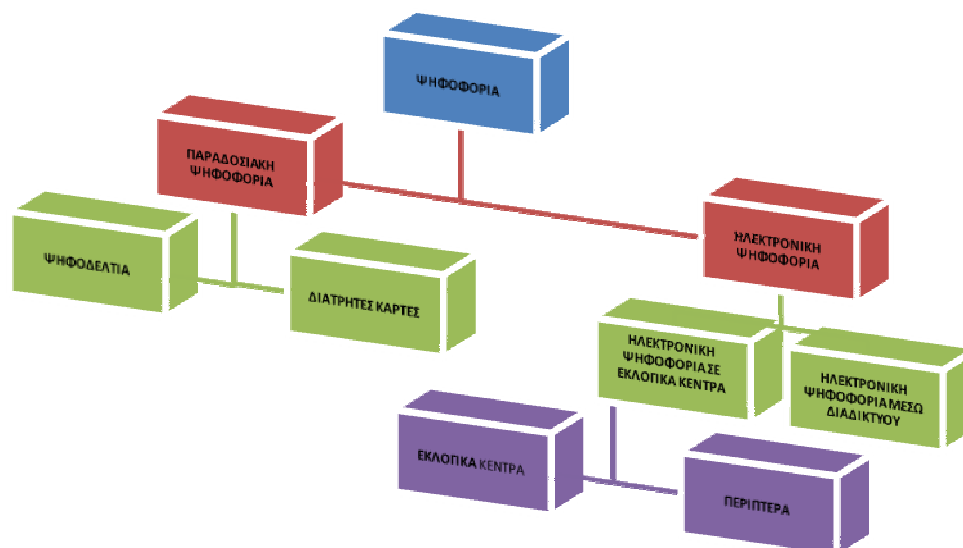 ΨΗΦΟΦΟΡΙΑ
ΠΑΡΑΔΟΣΙΑΚΗ
ΨΗΦΟΦΟΡΙΑ
ΗΛΕΚΤΡΟΝΙΚΗ
ΨΗΦΟΦΟΡΙΑ
ΨΗΦΟΔΕΛΤΙΑ
ΔΙΑΤΡΗΤΕΣ ΚΑΡΤΕΣ
ΗΛΕΚΤΡΟΝΙΚΗ
ΨΗΦΟΦΟΡΙΑ ΣΕ
ΕΚΛΟΓΙΚΑ ΚΕΝΤΡΑ
ΗΛΕΚΤΡΟΝΙΚΗ
ΨΗΦΟΦΟΡΙΑ ΜΕΣΩ
ΔΙΑΔΙΚΤΥΟΥ
ΕΚΛΟΓΙΚΑ ΚΕΝΤΡΑ
ΠΕΡΙΠΤΕΡΑ